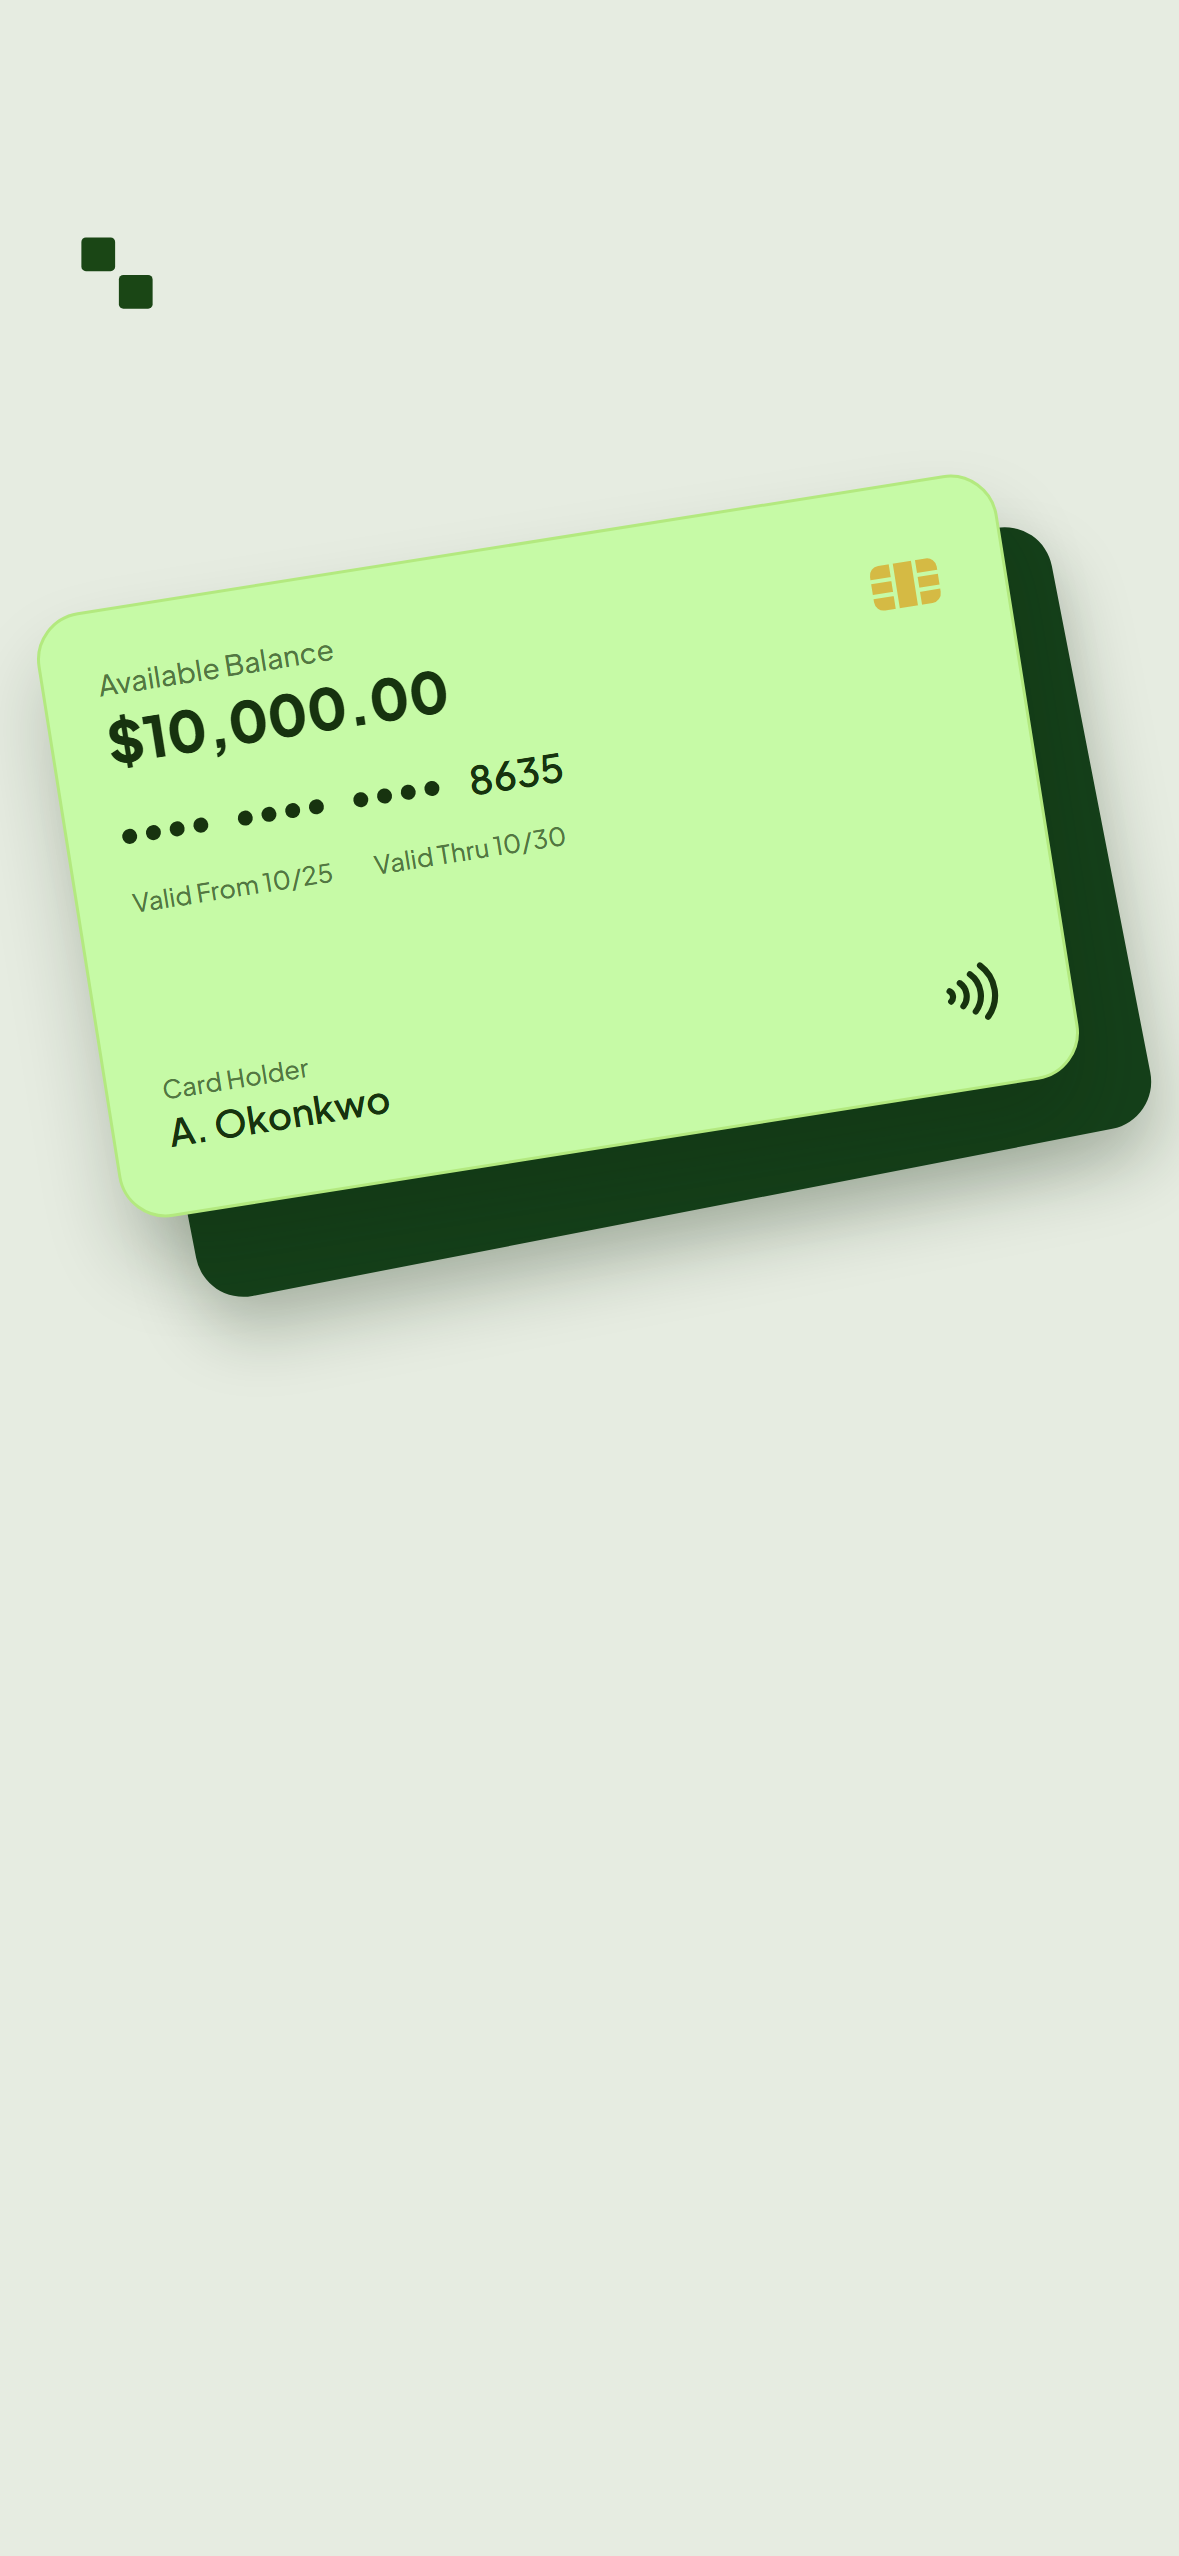 Available Balance
$10,000.00
•••• •••• •••• 8635
Valid From 10/25 Valid Thru 10/30
Card Holder
A. Okonkwo